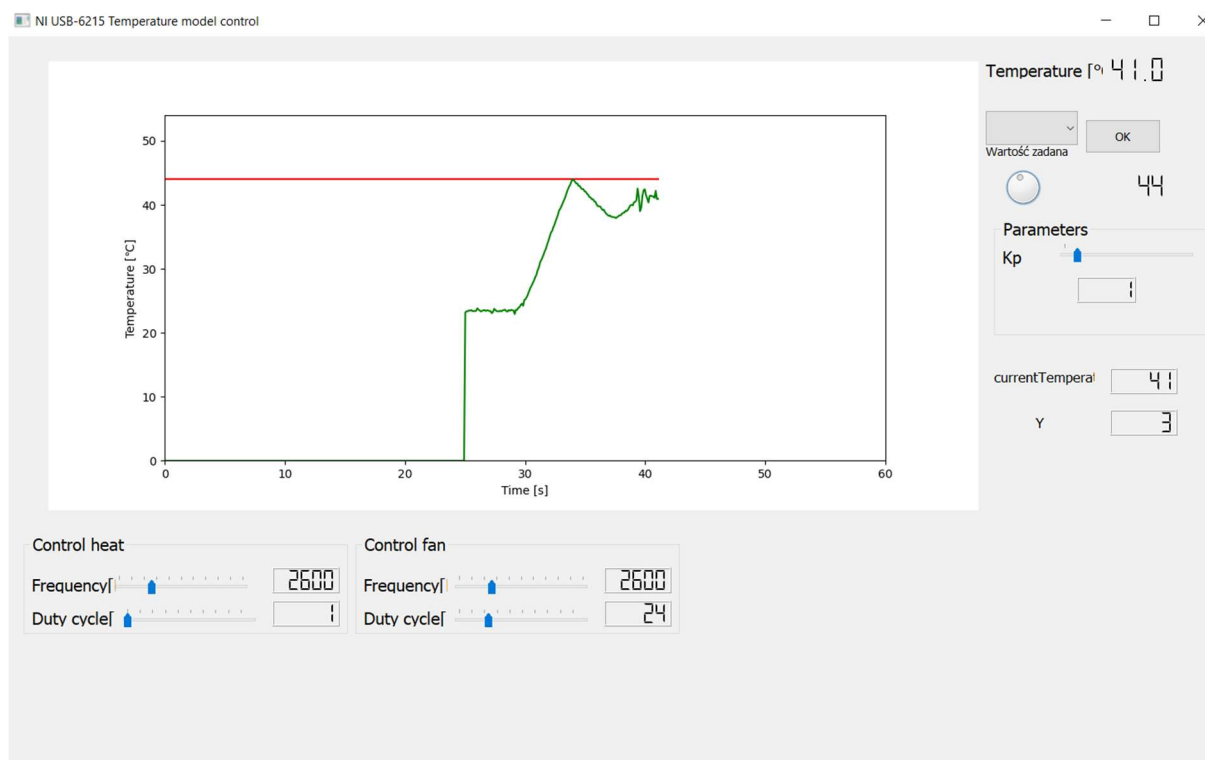 NI USB-6215 Temperature model control
Temperature [° 41.0
OK
Wartość zadana
44
Parameters
Kp
1
currentTemperat 41
Y 3
50
40
30
20
10
0
Temperature [°C]
0 10 20 30 40 50 60
Time [s]
Control heat
Frequency[ 2600
Duty cycle[ 1
Control fan
Frequency[ 2600
Duty cycle[ 24